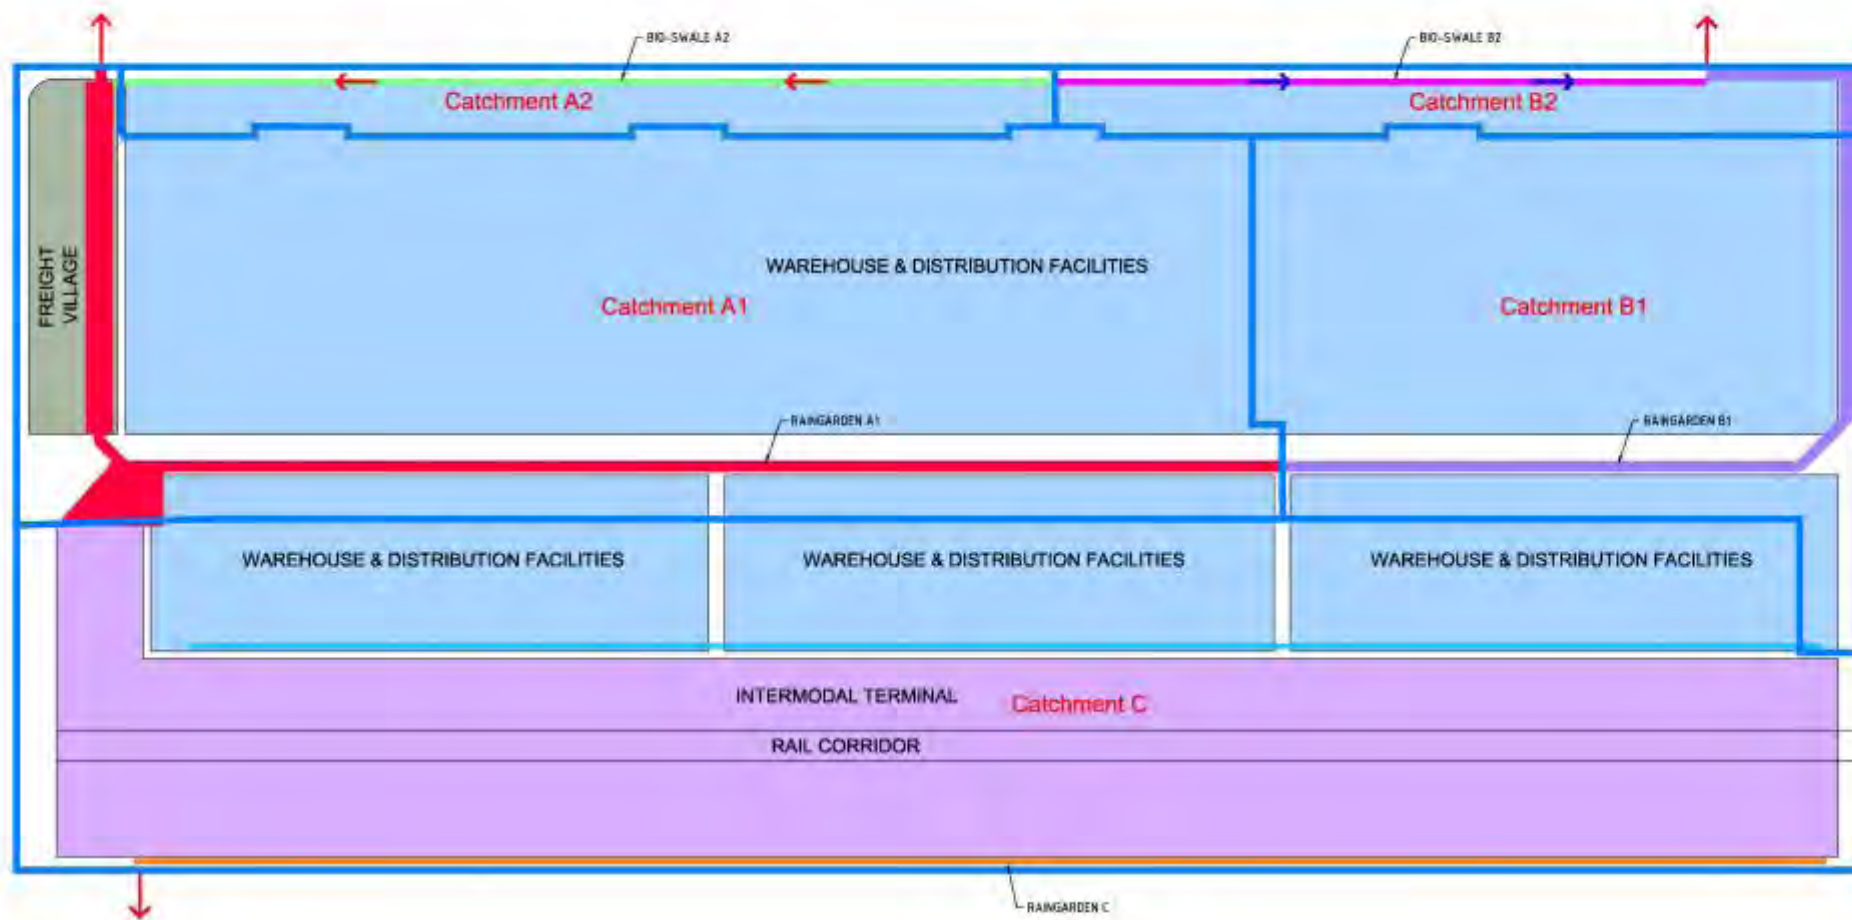 BIO-SWALE A2
BIO-SWALE B2
Catchment A2
Catchment B2
FREIGHT
VILLAGE
WAREHOUSE & DISTRIBUTION FACILITIES
Catchment A1
Catchment B1
RAINGARDEN A1
RAINGARDEN B1
WAREHOUSE & DISTRIBUTION FACILITIES
WAREHOUSE & DISTRIBUTION FACILITIES
WAREHOUSE & DISTRIBUTION FACILITIES
INTERMODAL TERMINAL
Catchment C
RAIL CORRIDOR
RAINGARDEN C